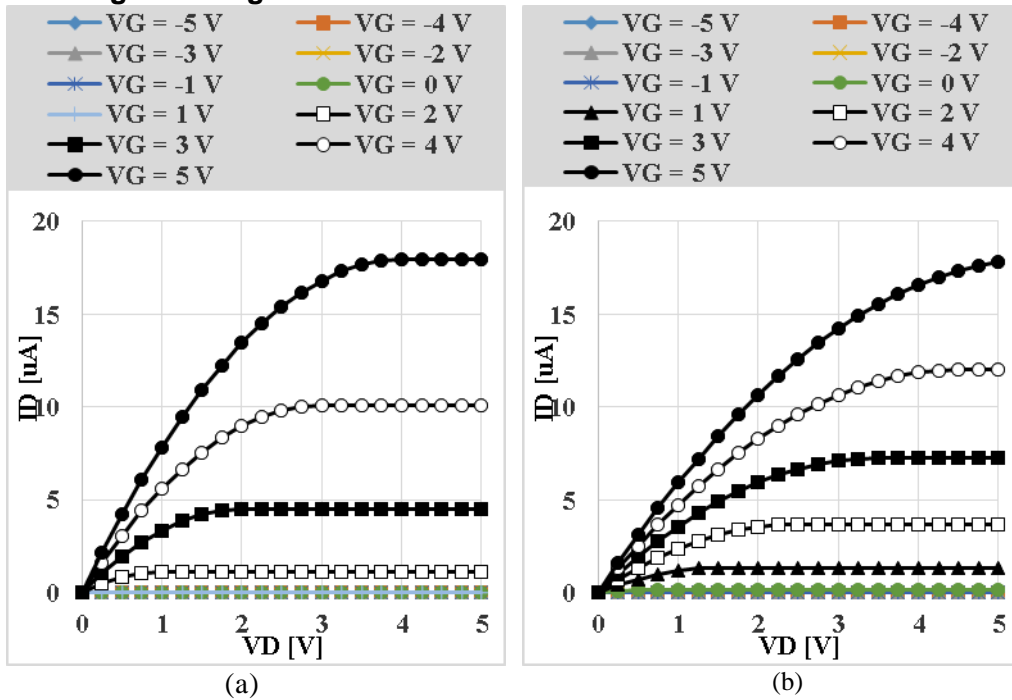 VG = -5 V VG = -4 V
VG = -3 V VG = -2 V
VG = -1 V VG = 0 V
VG = 1 V VG = 2 V
VG = 3 V VG = 4 V
VG = 5 V
20
15
10
5
0
ID [uA]
0 1 2 3 4 5
VD [V]
(a)
VG = -5 V VG = -4 V
VG = -3 V VG = -2 V
VG = -1 V VG = 0 V
VG = 1 V VG = 2 V
VG = 3 V VG = 4 V
VG = 5 V
20
15
10
5
0
ID [uA]
0 1 2 3 4 5
VD [V]
(b)